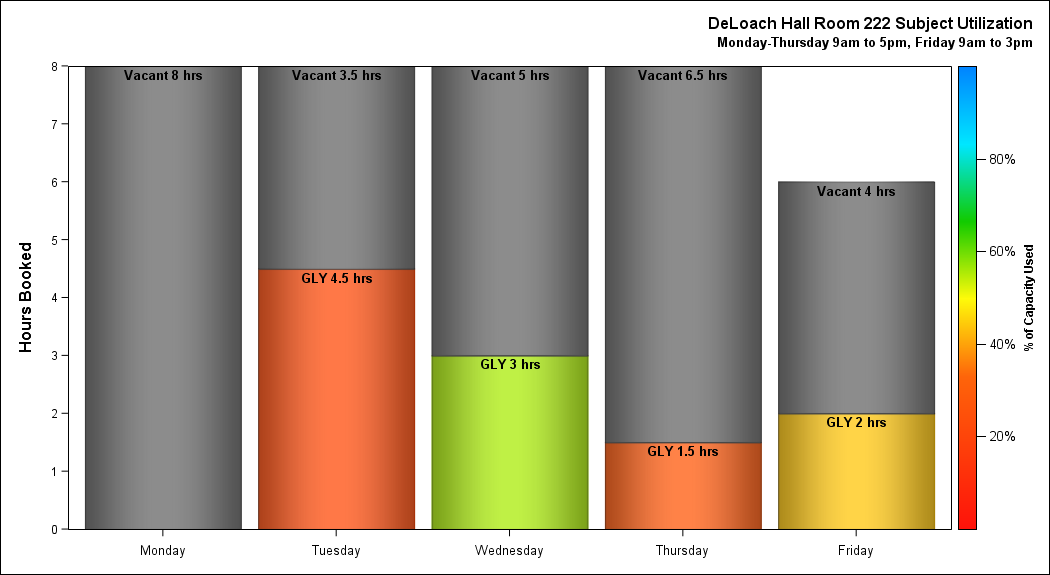 DeLoach Hall Room 222 Subject Utilization
Monday-Thursday 9am to 5pm, Friday 9am to 3pm
Hours Booked
8
7
6
5
4
3
2
1
0
Vacant 8 hrs
Vacant 3.5 hrs
Vacant 5 hrs
Vacant 6.5 hrs
Vacant 4 hrs
GLY 4.5 hrs
GLY 3 hrs
GLY 1.5 hrs
GLY 2 hrs
Monday
Tuesday
Wednesday
Thursday
Friday
80%
60%
40%
20%
% of Capacity Used